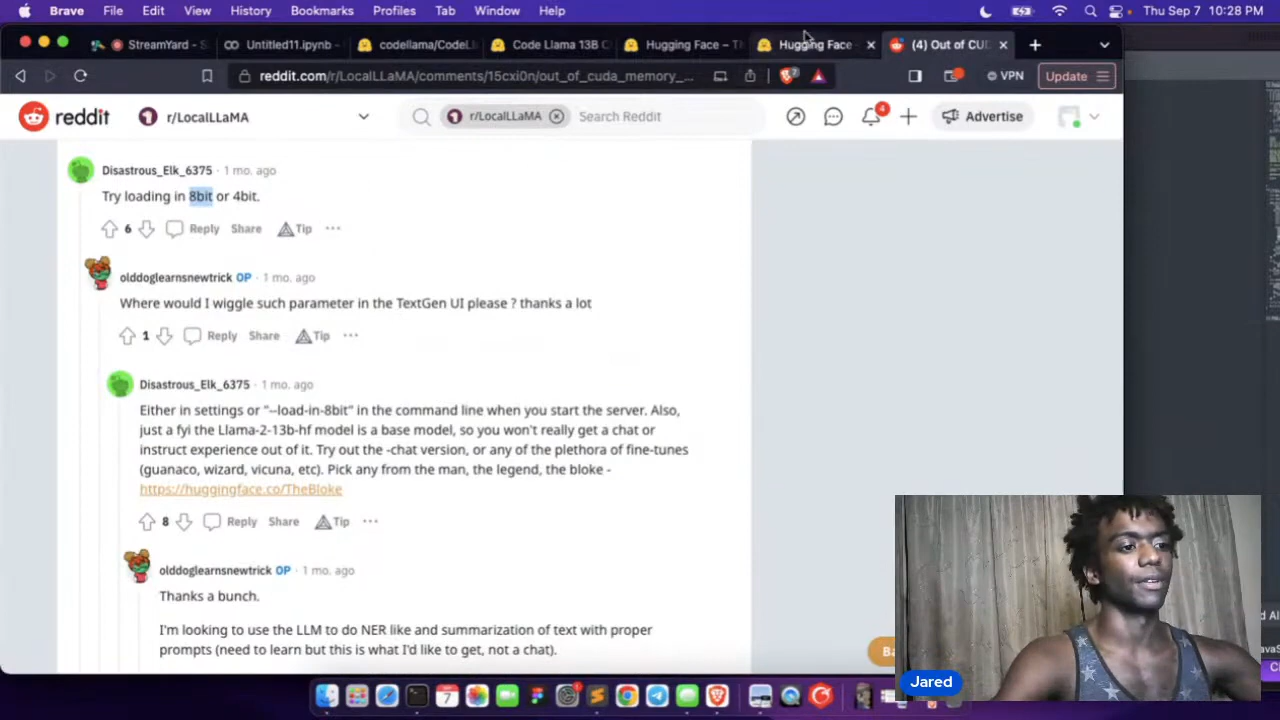 Brave File Edit View History Bookmarks Profiles Tab Window Help Thu Sep 7 10:28 PM
StreamYard - S Untitled11.ipynb - codellama/CodeL Code Llama 13B C Hugging Face – Th Hugging Face - (4) Out of CUD
reddit.com/r/LocalLLaMA/comments/15cxi0n/out_of_cuda_memory_... VPN Update
reddit r/LocalLLaMA r/LocalLLaMA Search Reddit 4 Advertise
Disastrous_Elk_6375 · 1 mo. ago
Try loading in 8bit or 4bit.
6 Reply Share Tip ...
olddoglearnsnewtrick OP · 1 mo. ago
Where would I wiggle such parameter in the TextGen UI please ? thanks a lot
1 Reply Share Tip ...
Disastrous_Elk_6375 · 1 mo. ago
Either in settings or "--load-in-8bit" in the command line when you start the server. Also,
just a fyi the Llama-2-13b-hf model is a base model, so you won't really get a chat or
instruct experience out of it. Try out the -chat version, or any of the plethora of fine-tunes
(guanaco, wizard, vicuna, etc). Pick any from the man, the legend, the bloke -
https://huggingface.co/TheBloke
8 Reply Share Tip ...
olddoglearnsnewtrick OP · 1 mo. ago
Thanks a bunch.
I'm looking to use the LLM to do NER like and summarization of text with proper
prompts (need to learn but this is what I'd like to get, not a chat).
Ba
Jared